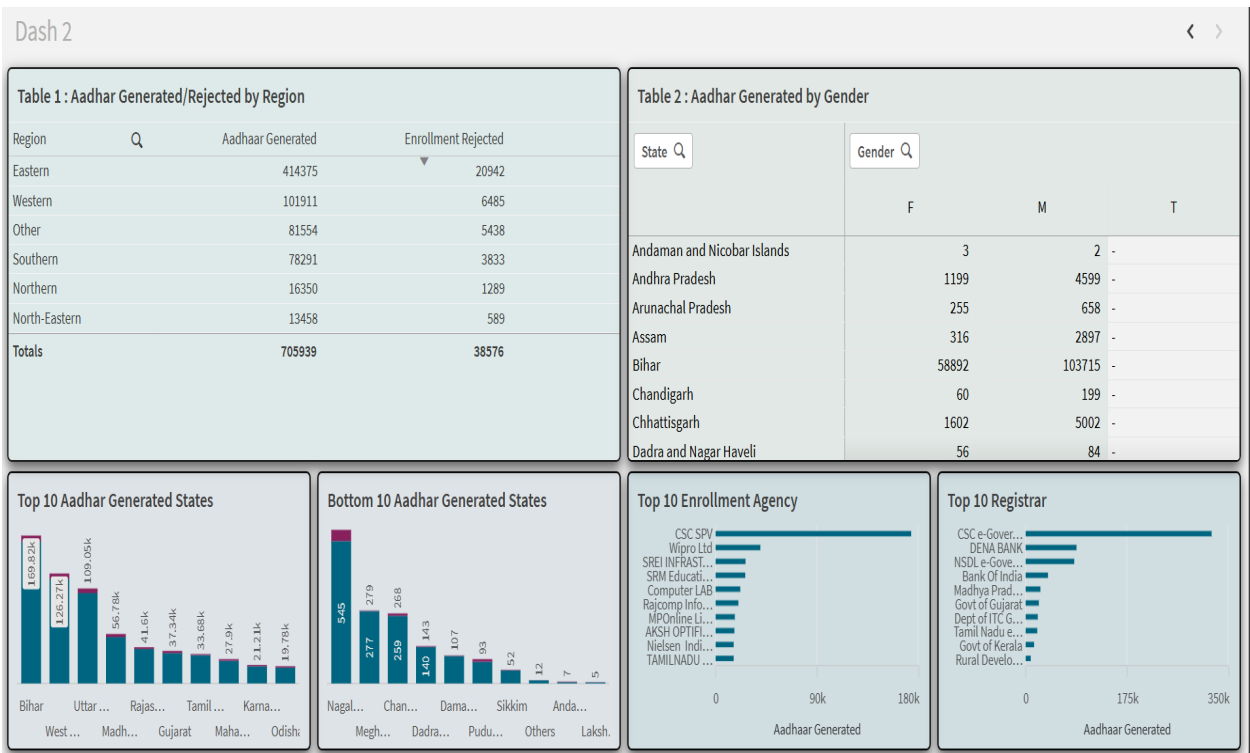 Dash 2
Table 1 : Aadhar Generated/Rejected by Region
Region Aadhaar Generated Enrollment Rejected
Eastern 414375 20942
Western 101911 6485
Other 81554 5438
Southern 78291 3833
Northern 16350 1289
North-Eastern 13458 589
Totals 705939 38576
Table 2 : Aadhar Generated by Gender
State Gender
F M T
Andaman and Nicobar Islands 3 2 -
Andhra Pradesh 1199 4599 -
Arunachal Pradesh 255 658 -
Assam 316 2897 -
Bihar 58892 103715 -
Chandigarh 60 199 -
Chhattisgarh 1602 5002 -
Dadra and Nagar Haveli 56 84 -
Top 10 Aadhar Generated States
169.82k 126.27k 109.05k 56.78k 41.6k 37.34k 33.68k 27.9k 21.21k 19.78k
Bihar Uttar ... Rajas... Tamil ... Karna...
West ... Madh... Gujarat Maha... Odisha
Bottom 10 Aadhar Generated States
279 268 143 107 93 52 12 7 5
545 277 259 140
Nagal... Chan... Dama... Sikkim Anda...
Megh... Dadra... Pudu... Others Laksh.
Top 10 Enrollment Agency
CSC SPV
Wipro Ltd
SREI INFRAST...
SRM Educati...
Computer LAB
Rajcomp Info...
MPOnline Li...
AKSH OPTIFI...
Nielsen Indi...
TAMILNADU ...
0 90k 180k
Aadhaar Generated
Top 10 Registrar
CSC e-Gover...
DENA BANK
NSDL e-Gove...
Bank Of India
Madhya Prad...
Govt of Gujarat
Dept of ITC G...
Tamil Nadu e...
Govt of Kerala
Rural Develo...
0 175k 350k
Aadhaar Generated